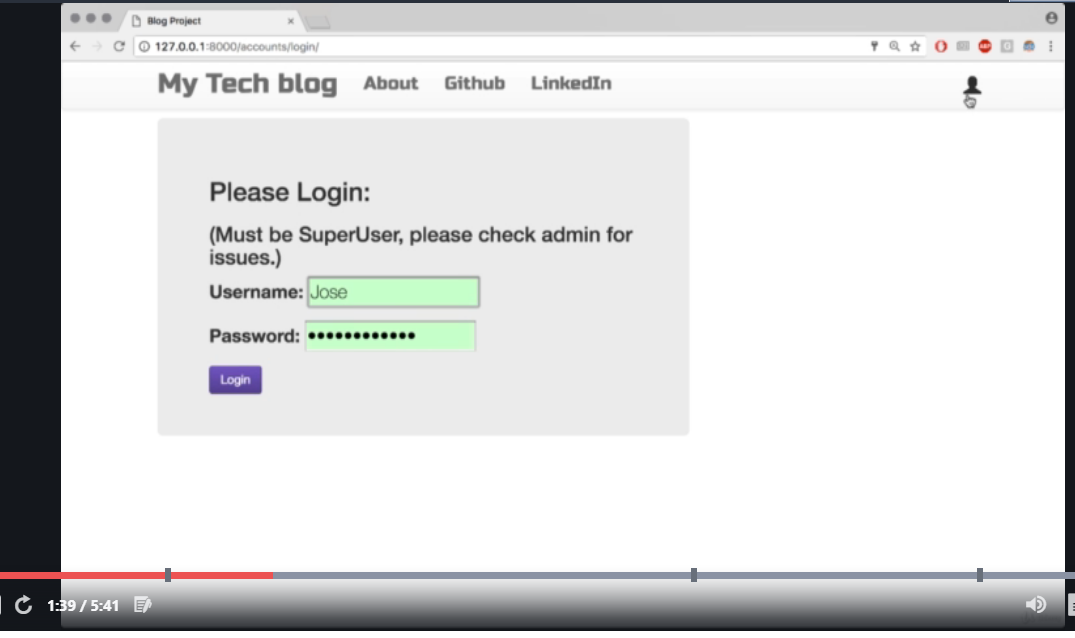 Blog Project
127.0.0.1:8000/accounts/login/
My Tech blog About Github LinkedIn
Please Login:
(Must be SuperUser, please check admin for
issues.)
Username: Jose
Password: ••••••••••••
Login
1:39 / 5:41